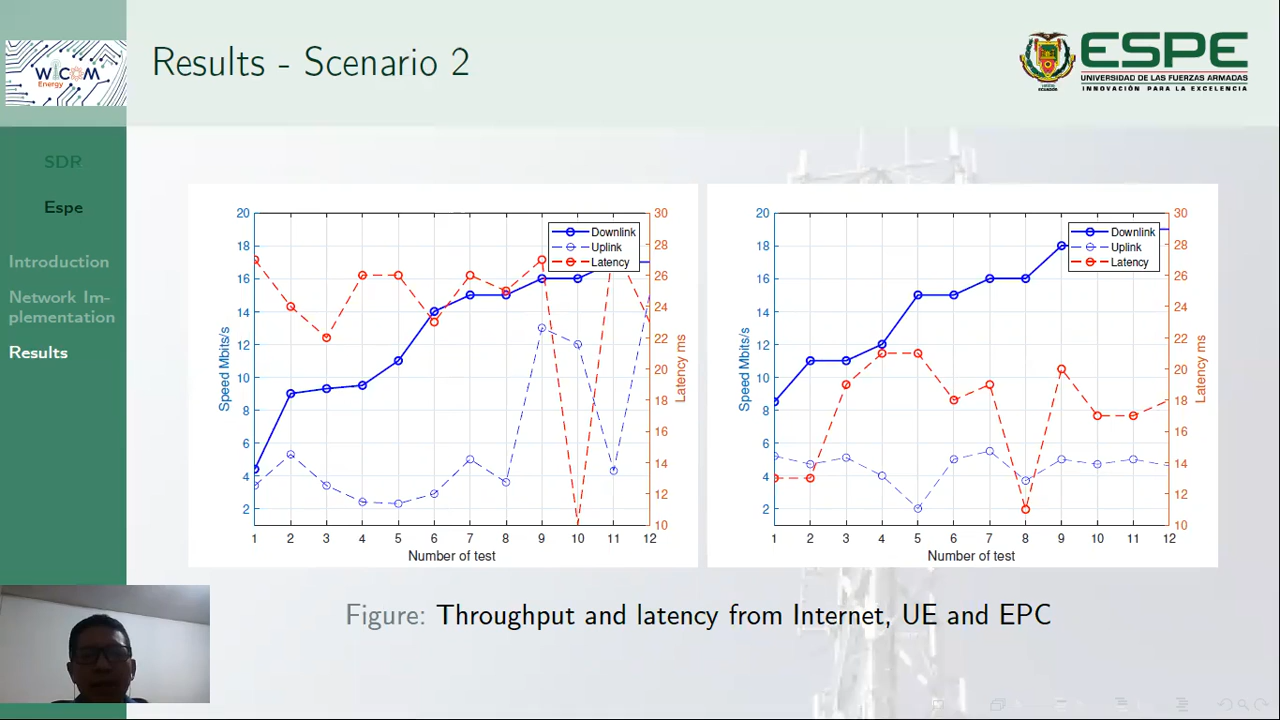 Results - Scenario 2
WICOM
Energy
ESPE
UNIVERSIDAD DE LAS FUERZAS ARMADAS
INNOVACIÓN PARA LA EXCELENCIA
SDR
Espe
Introduction
Network Im-
plementation
Results
20
18
16
14
12
10
8
6
4
2
Speed Mbits/s
30
28
26
24
22
20
18
16
14
12
10
Latency ms
Downlink
Uplink
Latency
1 2 3 4 5 6 7 8 9 10 11 12
Number of test
20
18
16
14
12
10
8
6
4
2
Speed Mbits/s
30
28
26
24
22
20
18
16
14
12
10
Latency ms
Downlink
Uplink
Latency
1 2 3 4 5 6 7 8 9 10 11 12
Number of test
Figure: Throughput and latency from Internet, UE and EPC